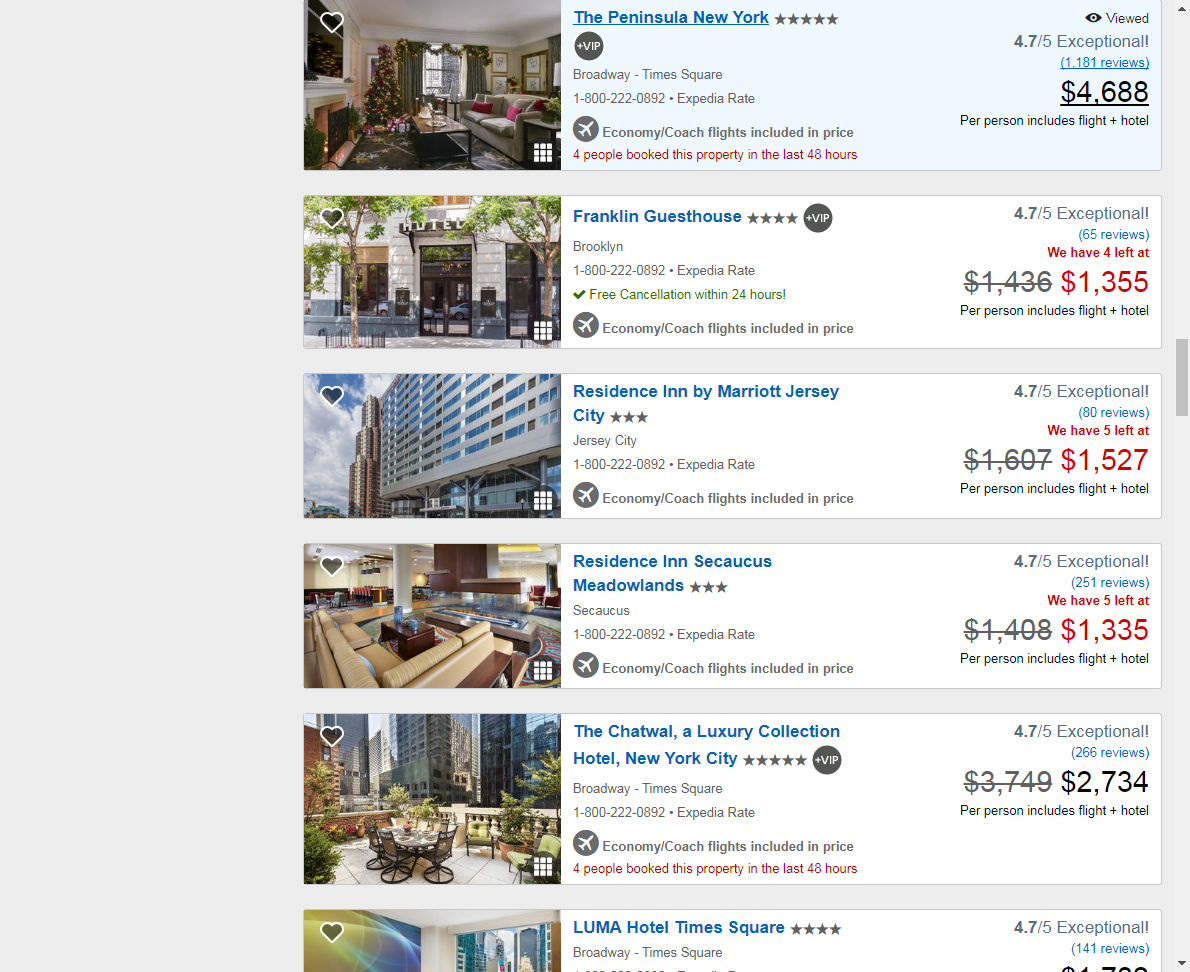 The Peninsula New York
+VIP
Broadway - Times Square
1-800-222-0892 • Expedia Rate
Economy/Coach flights included in price
4 people booked this property in the last 48 hours
Viewed
4.7/5 Exceptional!
(1,181 reviews)
$4,688
Per person includes flight + hotel
HOTEL
Franklin Guesthouse +VIP
Brooklyn
1-800-222-0892 • Expedia Rate
Free Cancellation within 24 hours!
Economy/Coach flights included in price
4.7/5 Exceptional!
(65 reviews)
We have 4 left at
$1,436 $1,355
Per person includes flight + hotel
Residence Inn by Marriott Jersey
City
Jersey City
1-800-222-0892 • Expedia Rate
Economy/Coach flights included in price
4.7/5 Exceptional!
(80 reviews)
We have 5 left at
$1,607 $1,527
Per person includes flight + hotel
Residence Inn Secaucus
Meadowlands
Secaucus
1-800-222-0892 • Expedia Rate
Economy/Coach flights included in price
4.7/5 Exceptional!
(251 reviews)
We have 5 left at
$1,408 $1,335
Per person includes flight + hotel
The Chatwal, a Luxury Collection
Hotel, New York City +VIP
Broadway - Times Square
1-800-222-0892 • Expedia Rate
Economy/Coach flights included in price
4 people booked this property in the last 48 hours
4.7/5 Exceptional!
(266 reviews)
$3,749 $2,734
Per person includes flight + hotel
LUMA Hotel Times Square
Broadway - Times Square
4.7/5 Exceptional!
(141 reviews)